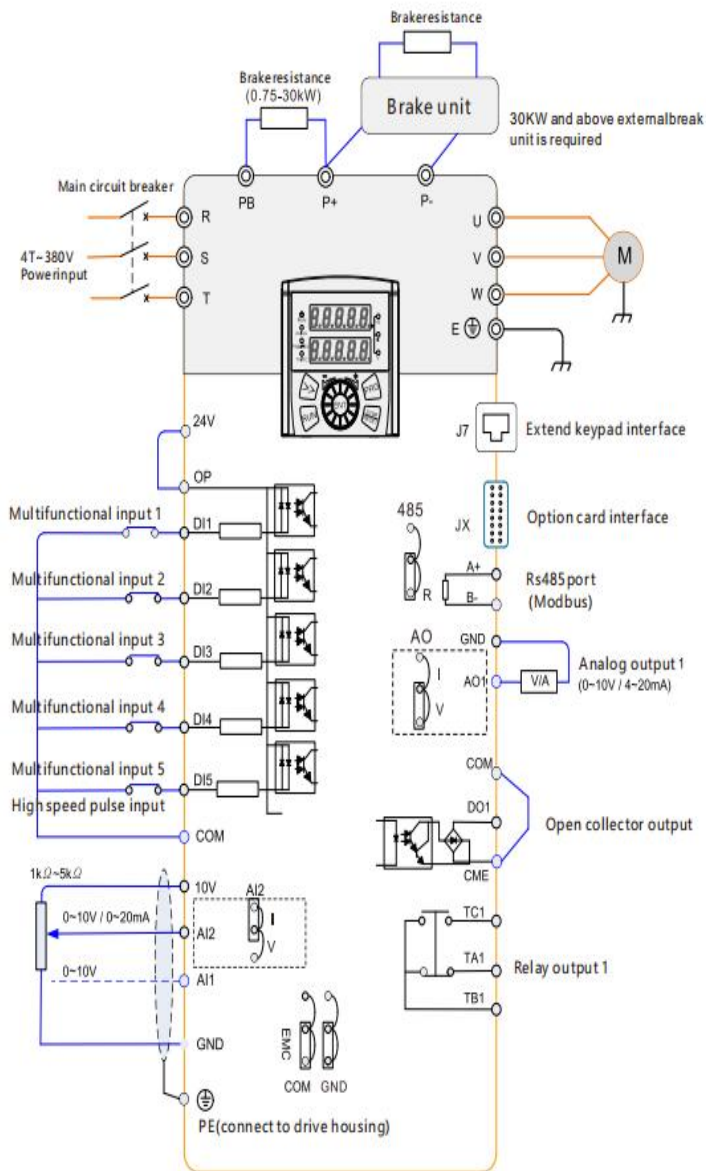 Brakeresistance
Brakeresistance
(0.75-30kW)
Brake unit
30KW and above externalbreak
unit is required
Main circuit breaker
PB
P+
P-
R
U
4T~380V
Powerinput
S
V
M
T
W
E
PRG
RUN
ENT
24V
J7
Extend keypad interface
OP
Multifunctional input 1
DI1
485
JX
Option card interface
Multifunctional input 2
DI2
R
A+
B-
Rs485port
(Modbus)
Multifunctional input 3
DI3
AO
I
V
GND
AO1
V/A
Analog output 1
(0~10V / 4~20mA)
Multifunctional input 4
DI4
Multifunctional input 5
High speed pulse input
DI5
COM
COM
DO1
CME
Open collector output
1kΩ~5kΩ
10V
AI2
I
V
0~10V / 0~20mA
AI2
0~10V
AI1
TC1
TA1
TB1
Relay output 1
GND
EMC
COM
GND
PE(connect to drive housing)